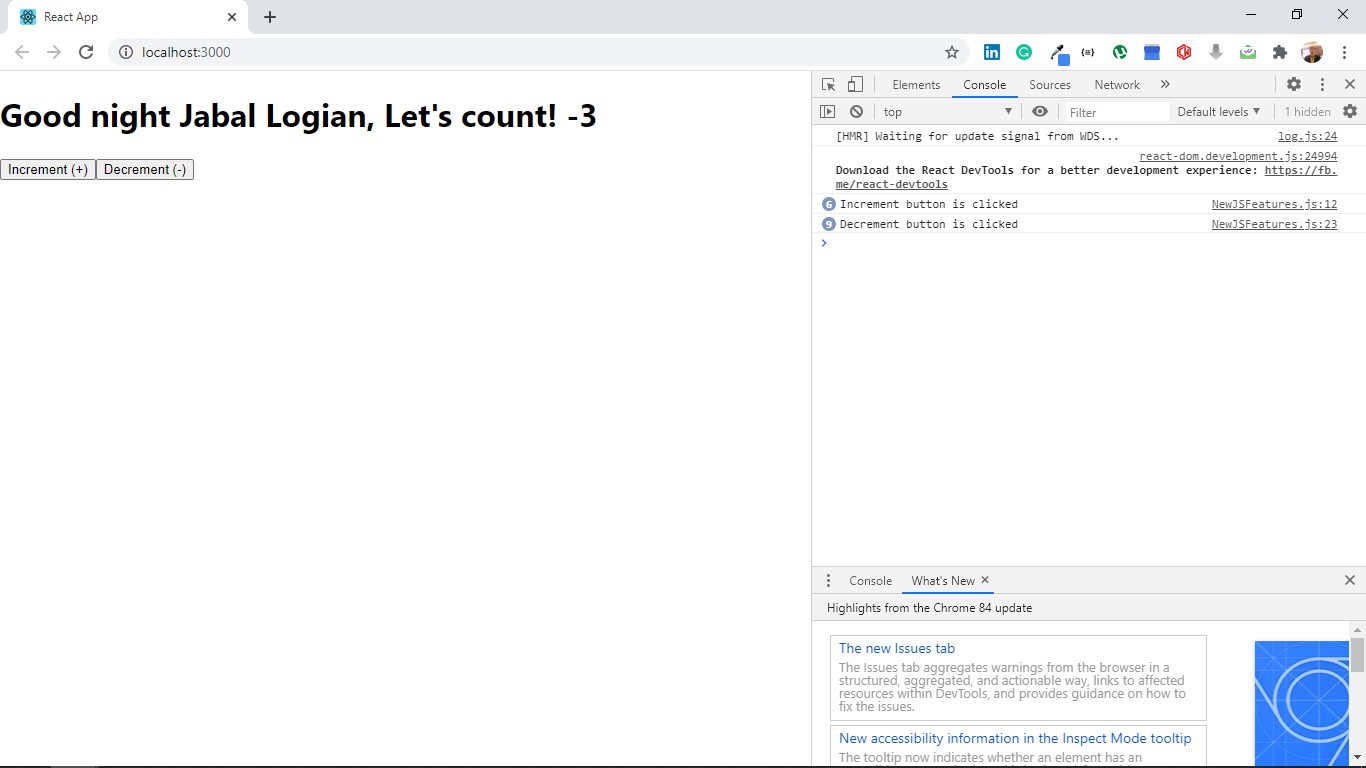 React App
localhost:3000
Good night Jabal Logian, Let's count! -3
Increment (+) Decrement (-)
Elements Console Sources Network
top Filter Default levels 1 hidden
[HMR] Waiting for update signal from WDS... log.js:24
react-dom.development.js:24994
Download the React DevTools for a better development experience: https://fb.
me/react-devtools
6 Increment button is clicked NewJSFeatures.js:12
9 Decrement button is clicked NewJSFeatures.js:23
Console What's New
Highlights from the Chrome 84 update
The new Issues tab
The Issues tab aggregates warnings from the browser in a
structured, aggregated, and actionable way, links to affected
resources within DevTools, and provides guidance on how to
fix the issues.
New accessibility information in the Inspect Mode tooltip
The tooltip now indicates whether an element has an